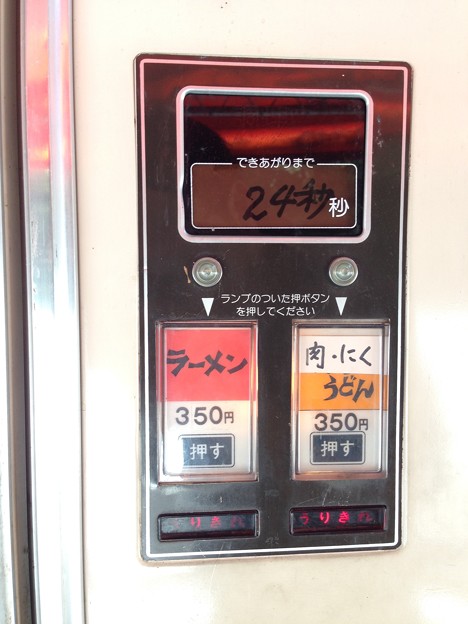 できあがりまで
24秒 秒
ランプのついた押ボタン
を押してください
ラーメン
350円
押す
肉・にく
うどん
350円
押す
うりきれ
うりきれ